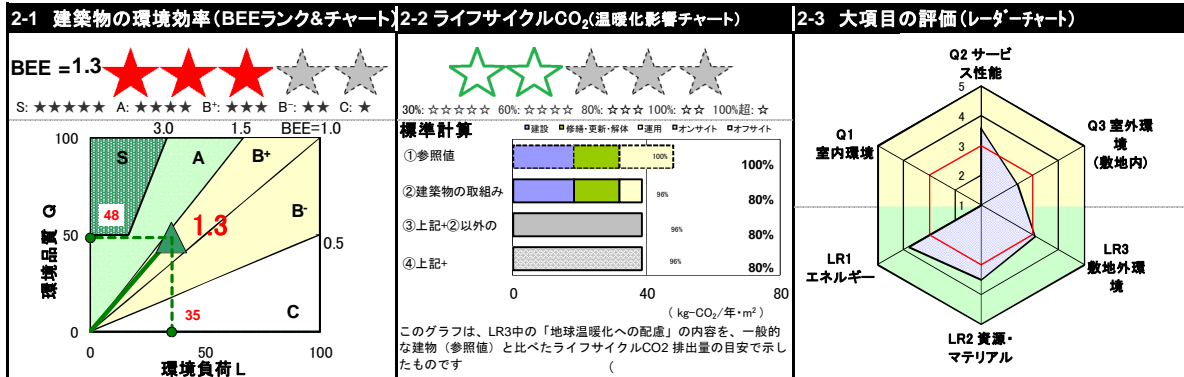 2-1 建築物の環境効率(BEEランク&チャート)
BEE = 1.3
S: ★★★★★ A: ★★★★ B⁺: ★★★ B⁻: ★★ C: ★
3.0 1.5 BEE=1.0
100
S
A
B⁺
B⁻
48
1.3
50
0.5
環境品質 Q
35
C
0
0 50 100
環境負荷 L
2-2 ライフサイクルCO₂(温暖化影響チャート)
30%: ☆☆☆☆☆ 60%: ☆☆☆☆ 80%: ☆☆☆ 100%: ☆☆ 100%超: ☆
標準計算
建設 修繕・更新・解体 運用 オンサイト オフサイト
①参照値 100% 100%
②建築物の取組み 96% 80%
③上記+②以外の 96% 80%
④上記+ 96% 80%
0 40 80
( kg-CO₂/年・m² )
このグラフは、LR3中の「地球温暖化への配慮」の内容を、一般的
な建物(参照値)と比べたライフサイクルCO2 排出量の目安で示し
たものです (
2-3 大項目の評価(レーダーチャート)
Q2 サービ
ス性能
5
4
3
2
1
Q1
室内環境
Q3 室外環
境
(敷地内)
LR1
エネルギー
LR3
敷地外環
境
LR2 資源・
マテリアル